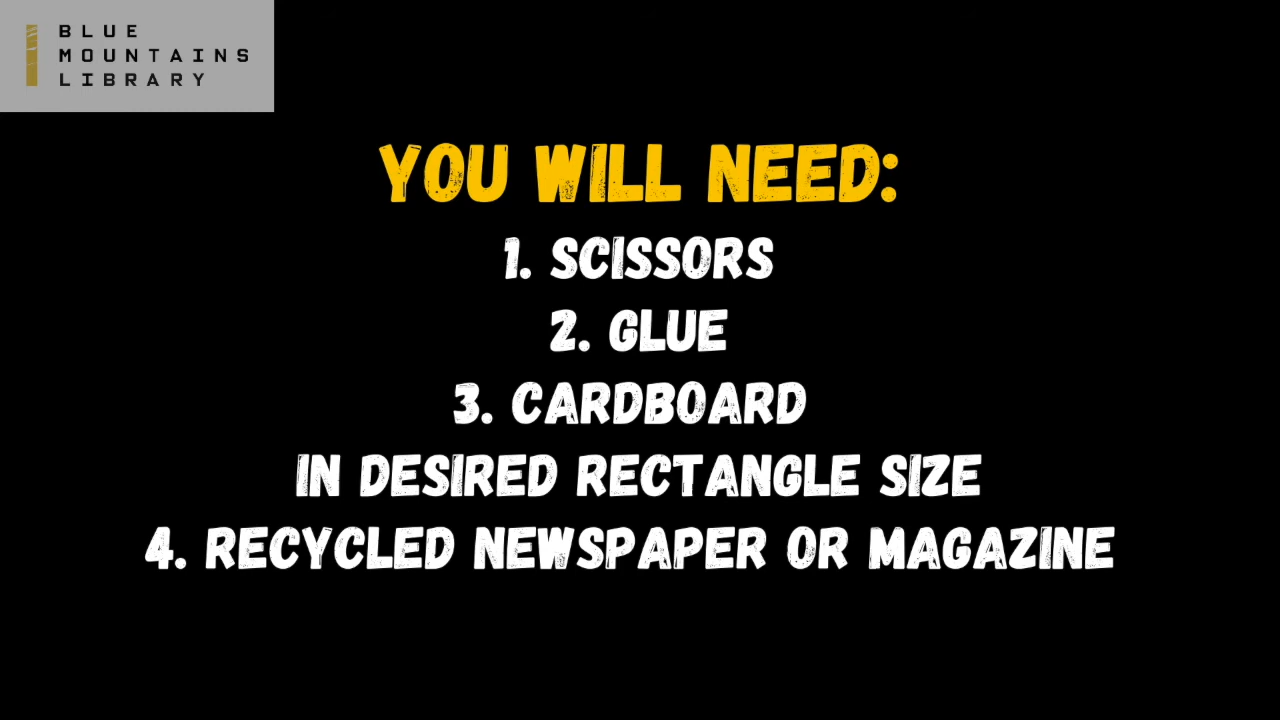 BLUE
MOUNTAINS
LIBRARY
YOU WILL NEED:
1. SCISSORS
2. GLUE
3. CARDBOARD
IN DESIRED RECTANGLE SIZE
4. RECYCLED NEWSPAPER OR MAGAZINE